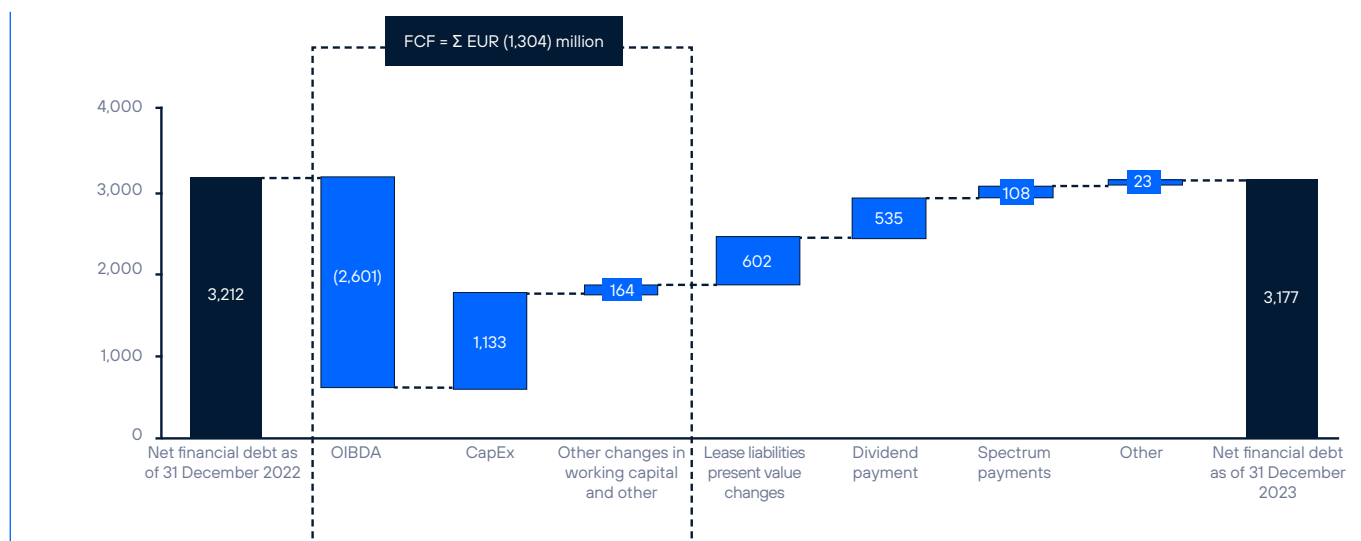 FCF = Σ EUR (1,304) million
4,000
3,000
2,000
1,000
0
3,212
(2,601)
1,133
164
602
535
108
23
3,177
Net financial debt as
of 31 December 2022
OIBDA
CapEx
Other changes in
working capital
and other
Lease liabilities
present value
changes
Dividend
payment
Spectrum
payments
Other
Net financial debt
as of 31 December
2023